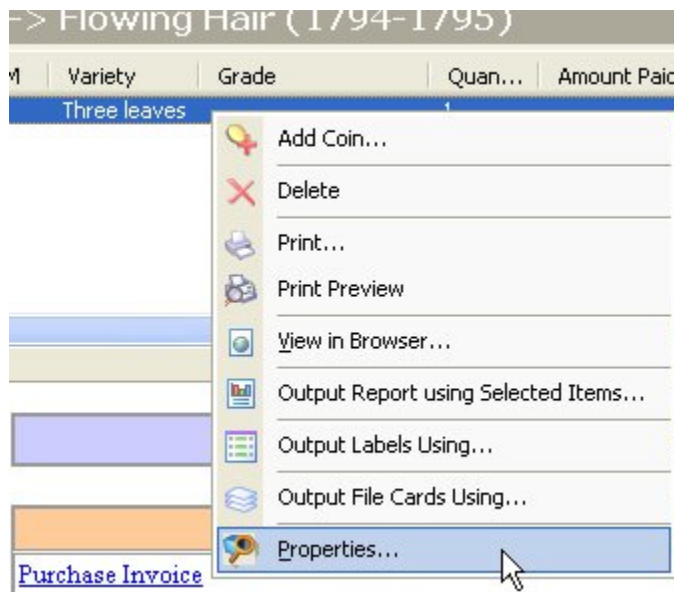 -> Flowing Hair (1794-1795)
M Variety Grade Quan... Amount Paid
Three leaves 1
Add Coin...
Delete
Print...
Print Preview
View in Browser...
Output Report using Selected Items...
Output Labels Using...
Output File Cards Using...
Properties...
Purchase Invoice